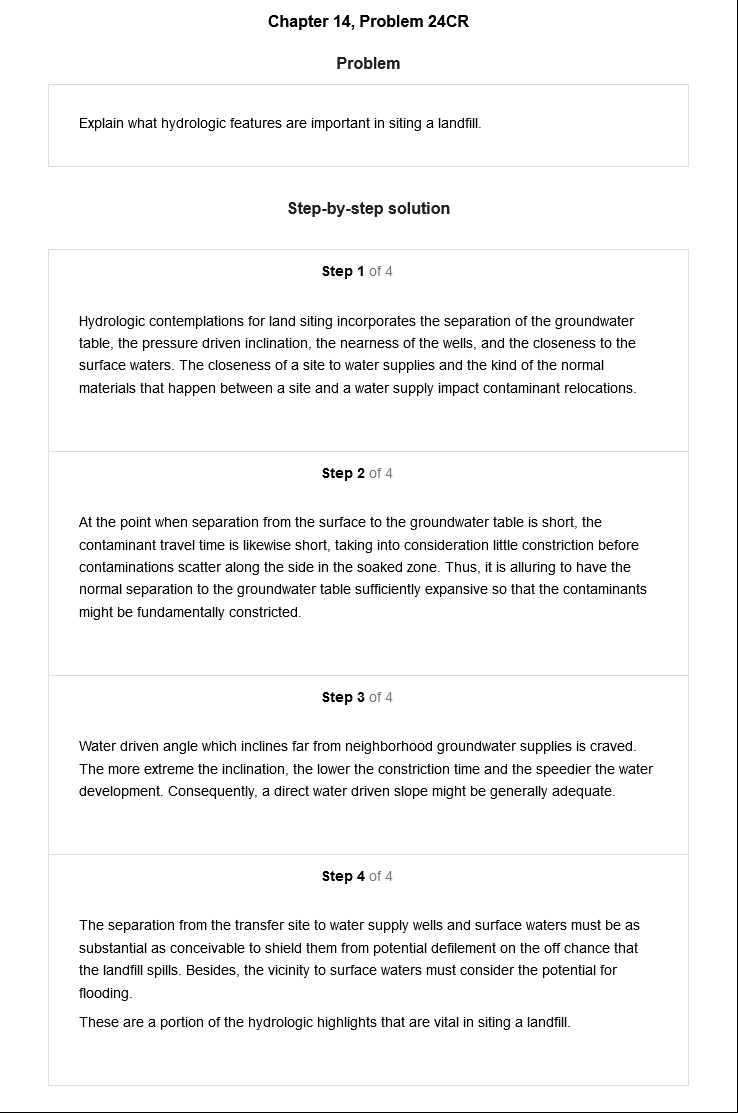 Chapter 14, Problem 24CR
Problem
Explain what hydrologic features are important in siting a landfill.
Step-by-step solution
Step 1 of 4
Hydrologic contemplations for land siting incorporates the separation of the groundwater
table, the pressure driven inclination, the nearness of the wells, and the closeness to the
surface waters. The closeness of a site to water supplies and the kind of the normal
materials that happen between a site and a water supply impact contaminant relocations.
Step 2 of 4
At the point when separation from the surface to the groundwater table is short, the
contaminant travel time is likewise short, taking into consideration little constriction before
contaminations scatter along the side in the soaked zone. Thus, it is alluring to have the
normal separation to the groundwater table sufficiently expansive so that the contaminants
might be fundamentally constricted.
Step 3 of 4
Water driven angle which inclines far from neighborhood groundwater supplies is craved.
The more extreme the inclination, the lower the constriction time and the speedier the water
development. Consequently, a direct water driven slope might be generally adequate.
Step 4 of 4
The separation from the transfer site to water supply wells and surface waters must be as
substantial as conceivable to shield them from potential defilement on the off chance that
the landfill spills. Besides, the vicinity to surface waters must consider the potential for
flooding.
These are a portion of the hydrologic highlights that are vital in siting a landfill.